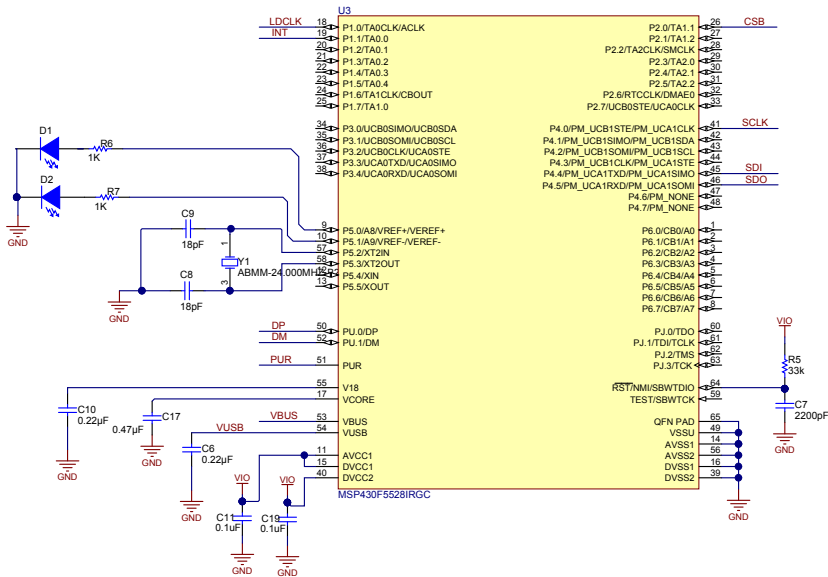 U3
LDCLK 18 P1.0/TA0CLK/ACLK
INT 19 P1.1/TA0.0
20 P1.2/TA0.1
21 P1.3/TA0.2
22 P1.4/TA0.3
23 P1.5/TA0.4
24 P1.6/TA1CLK/CBOUT
25 P1.7/TA1.0
34 P3.0/UCB0SIMO/UCB0SDA
35 P3.1/UCB0SOMI/UCB0SCL
36 P3.2/UCB0CLK/UCA0STE
37 P3.3/UCA0TXD/UCA0SIMO
38 P3.4/UCA0RXD/UCA0SOMI
9 P5.0/A8/VREF+/VEREF+
10 P5.1/A9/VREF-/VEREF-
57 P5.2/XT2IN
58 P5.3/XT2OUT
P5.4/XIN
13 P5.5/XOUT
DP 50 PU.0/DP
DM 52 PU.1/DM
PUR 51 PUR
55 V18
17 VCORE
VBUS 53 VBUS
VUSB 54 VUSB
11 AVCC1
15 DVCC1
40 DVCC2
MSP430F5528IRGC
P2.0/TA1.1 26 CSB
P2.1/TA1.2 27
P2.2/TA2CLK/SMCLK 28
P2.3/TA2.0 29
P2.4/TA2.1 30
P2.5/TA2.2 31
P2.6/RTCCLK/DMAE0 32
P2.7/UCB0STE/UCA0CLK 33
P4.0/PM_UCB1STE/PM_UCA1CLK 41 SCLK
P4.1/PM_UCB1SIMO/PM_UCB1SDA 42
P4.2/PM_UCB1SOMI/PM_UCB1SCL 43
P4.3/PM_UCB1CLK/PM_UCA1STE 44
P4.4/PM_UCA1TXD/PM_UCA1SIMO 45 SDI
P4.5/PM_UCA1RXD/PM_UCA1SOMI 46 SDO
P4.6/PM_NONE 47
P4.7/PM_NONE 48
P6.0/CB0/A0 1
P6.1/CB1/A1 2
P6.2/CB2/A2 3
P6.3/CB3/A3 4
P6.4/CB4/A4 5
P6.5/CB5/A5 6
P6.6/CB6/A6 7
P6.7/CB7/A7 8
PJ.0/TDO 60
PJ.1/TDI/TCLK 61
PJ.2/TMS 62
PJ.3/TCK 63
RST/NMI/SBWTDIO 64
TEST/SBWTCK 59
QFN PAD 65
VSSU 49
AVSS1 14
AVSS2 56
DVSS1 16
DVSS2 39
D1
R6
1K
D2
R7
1K
GND
C9
18pF
1
Y1
ABMM-24.000MHZ
3
C8
18pF
GND
C10
0.22µF
GND
C17
0.47µF
GND
C6
0.22µF
GND
VIO
C11
0.1uF
GND
VIO
C19
0.1uF
GND
VIO
R5
33k
C7
2200pF
GND
GND